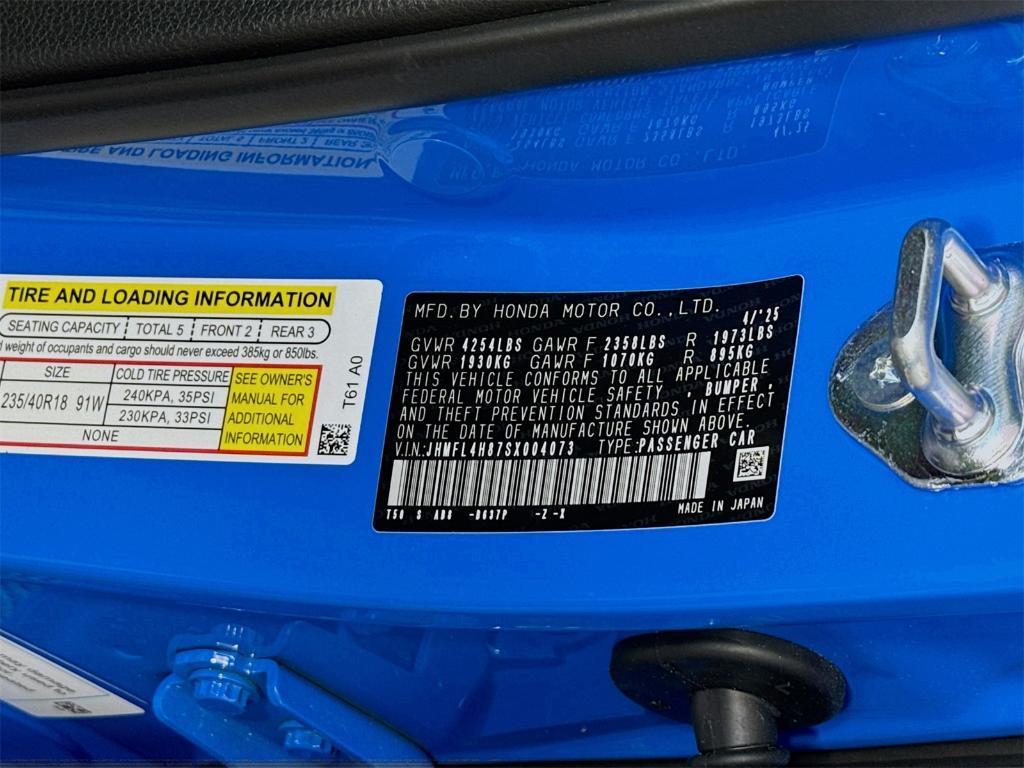 TIRE AND LOADING INFORMATION
SEATING CAPACITY TOTAL 5 FRONT 2 REAR 3
d weight of occupants and cargo should never exceed 385kg or 850lbs.
SIZE COLD TIRE PRESSURE SEE OWNER'S MANUAL FOR ADDITIONAL INFORMATION
235/40R18 91W 240KPA, 35PSI
230KPA, 33PSI
NONE
T61 A0
MFD. BY HONDA MOTOR CO., LTD. 4/'25
GVWR 4254LBS GAWR F 2358LBS R 1973LBS
GVWR 1930KG GAWR F 1070KG R 895KG
THIS VEHICLE CONFORMS TO ALL APPLICABLE
FEDERAL MOTOR VEHICLE SAFETY , BUMPER ,
AND THEFT PREVENTION STANDARDS IN EFFECT
ON THE DATE OF MANUFACTURE SHOWN ABOVE.
V.I.N.:JHMFL4H87SX004073 TYPE:PASSENGER CAR
T50 S AB8 -B637P -Z -X MADE IN JAPAN